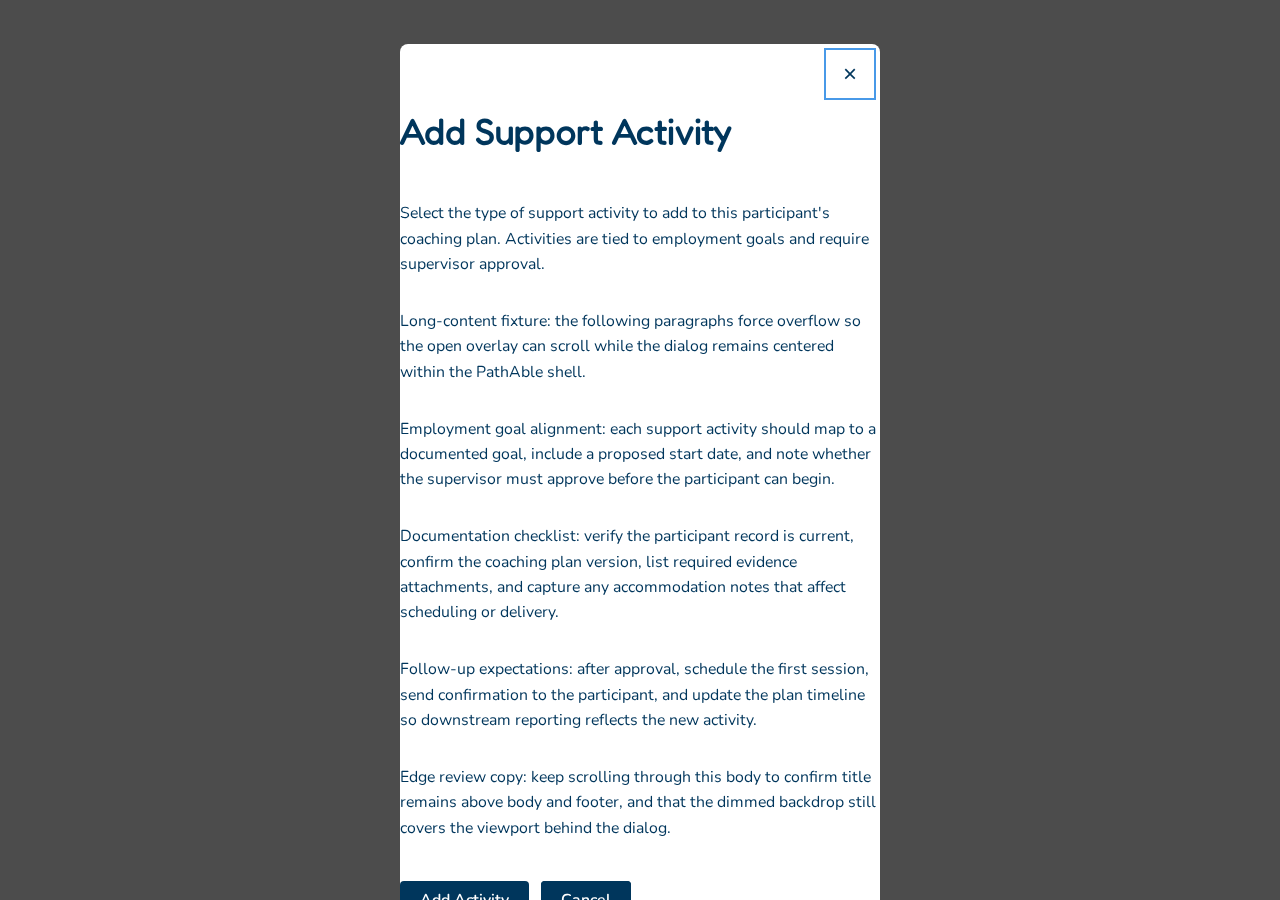 ×
Add Support Activity
Select the type of support activity to add to this participant's
coaching plan. Activities are tied to employment goals and require
supervisor approval.
Long-content fixture: the following paragraphs force overflow so
the open overlay can scroll while the dialog remains centered
within the PathAble shell.
Employment goal alignment: each support activity should map to a
documented goal, include a proposed start date, and note whether
the supervisor must approve before the participant can begin.
Documentation checklist: verify the participant record is current,
confirm the coaching plan version, list required evidence
attachments, and capture any accommodation notes that affect
scheduling or delivery.
Follow-up expectations: after approval, schedule the first session,
send confirmation to the participant, and update the plan timeline
so downstream reporting reflects the new activity.
Edge review copy: keep scrolling through this body to confirm title
remains above body and footer, and that the dimmed backdrop still
covers the viewport behind the dialog.
Add Activity Cancel